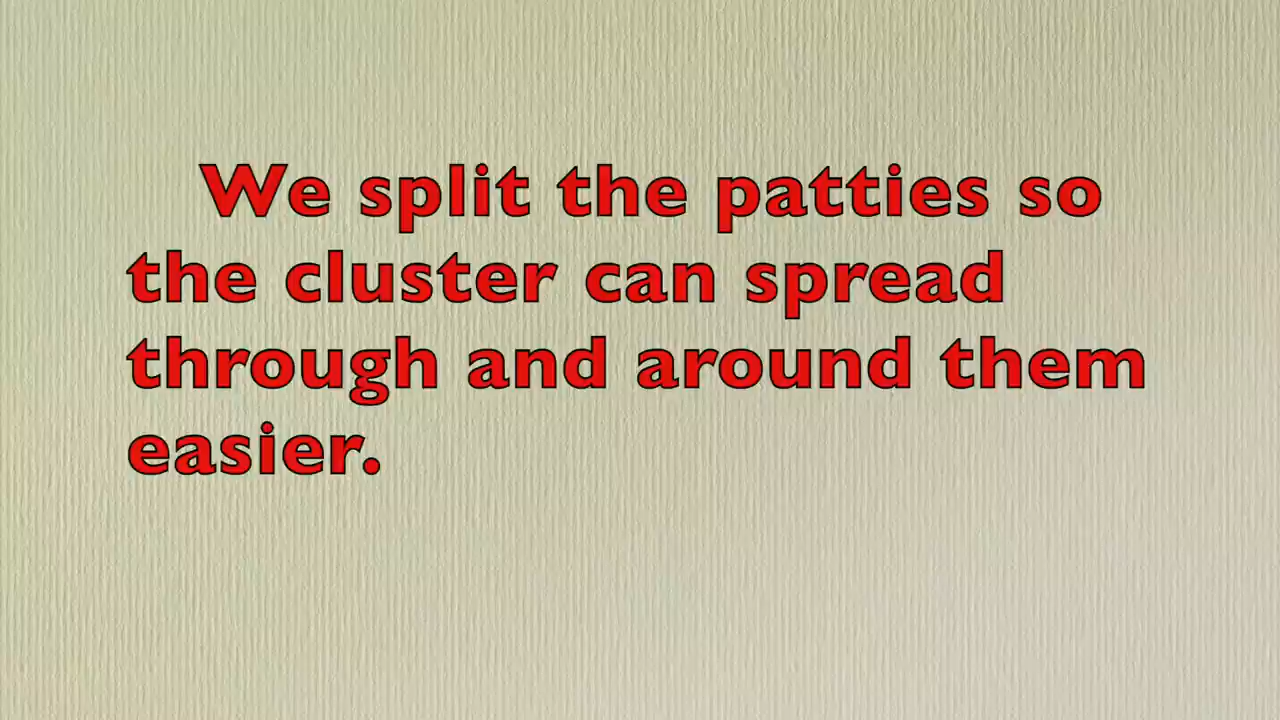 We split the patties so
the cluster can spread
through and around them
easier.